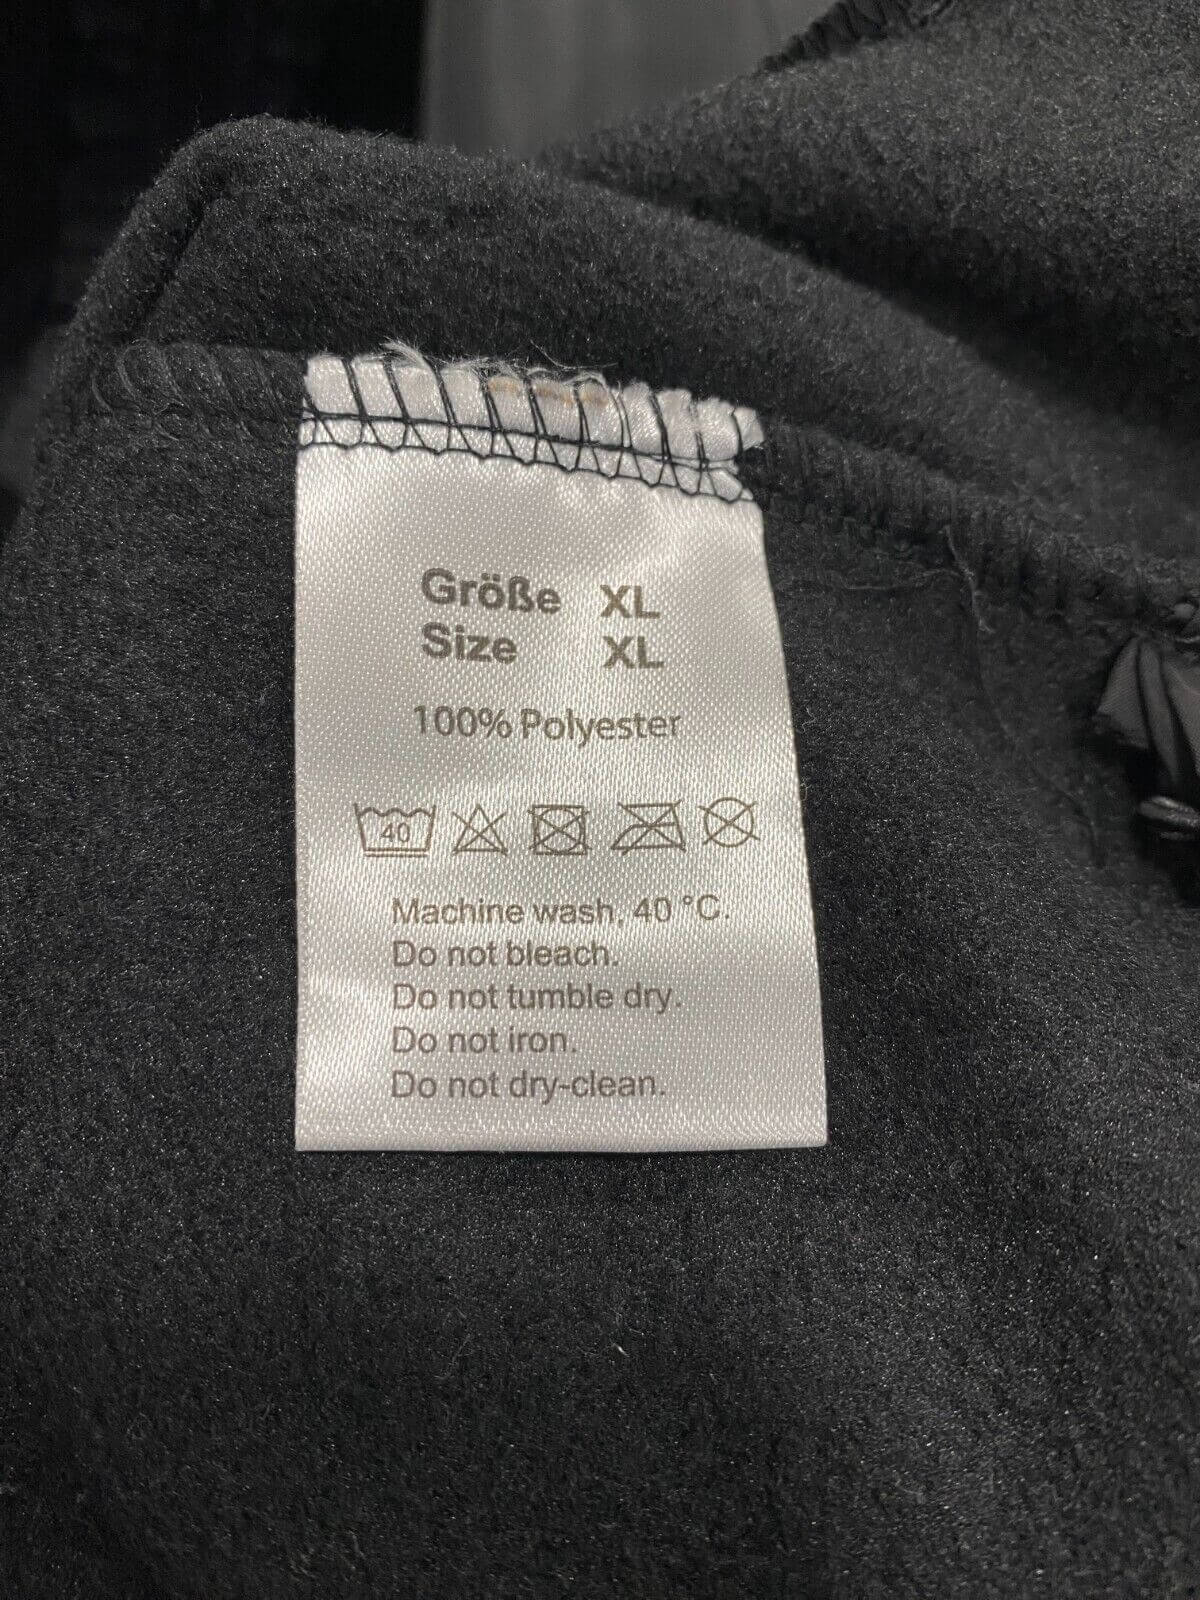 Größe XL
Size XL
100% Polyester
40
Machine wash, 40 °C.
Do not bleach.
Do not tumble dry.
Do not iron.
Do not dry-clean.